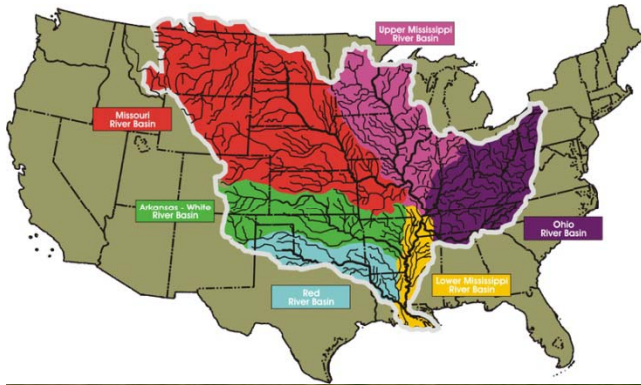 Upper Mississippi
River Basin
Missouri
River Basin
Arkansas - White
River Basin
Ohio
River Basin
Lower Mississippi
River Basin
Red
River Basin